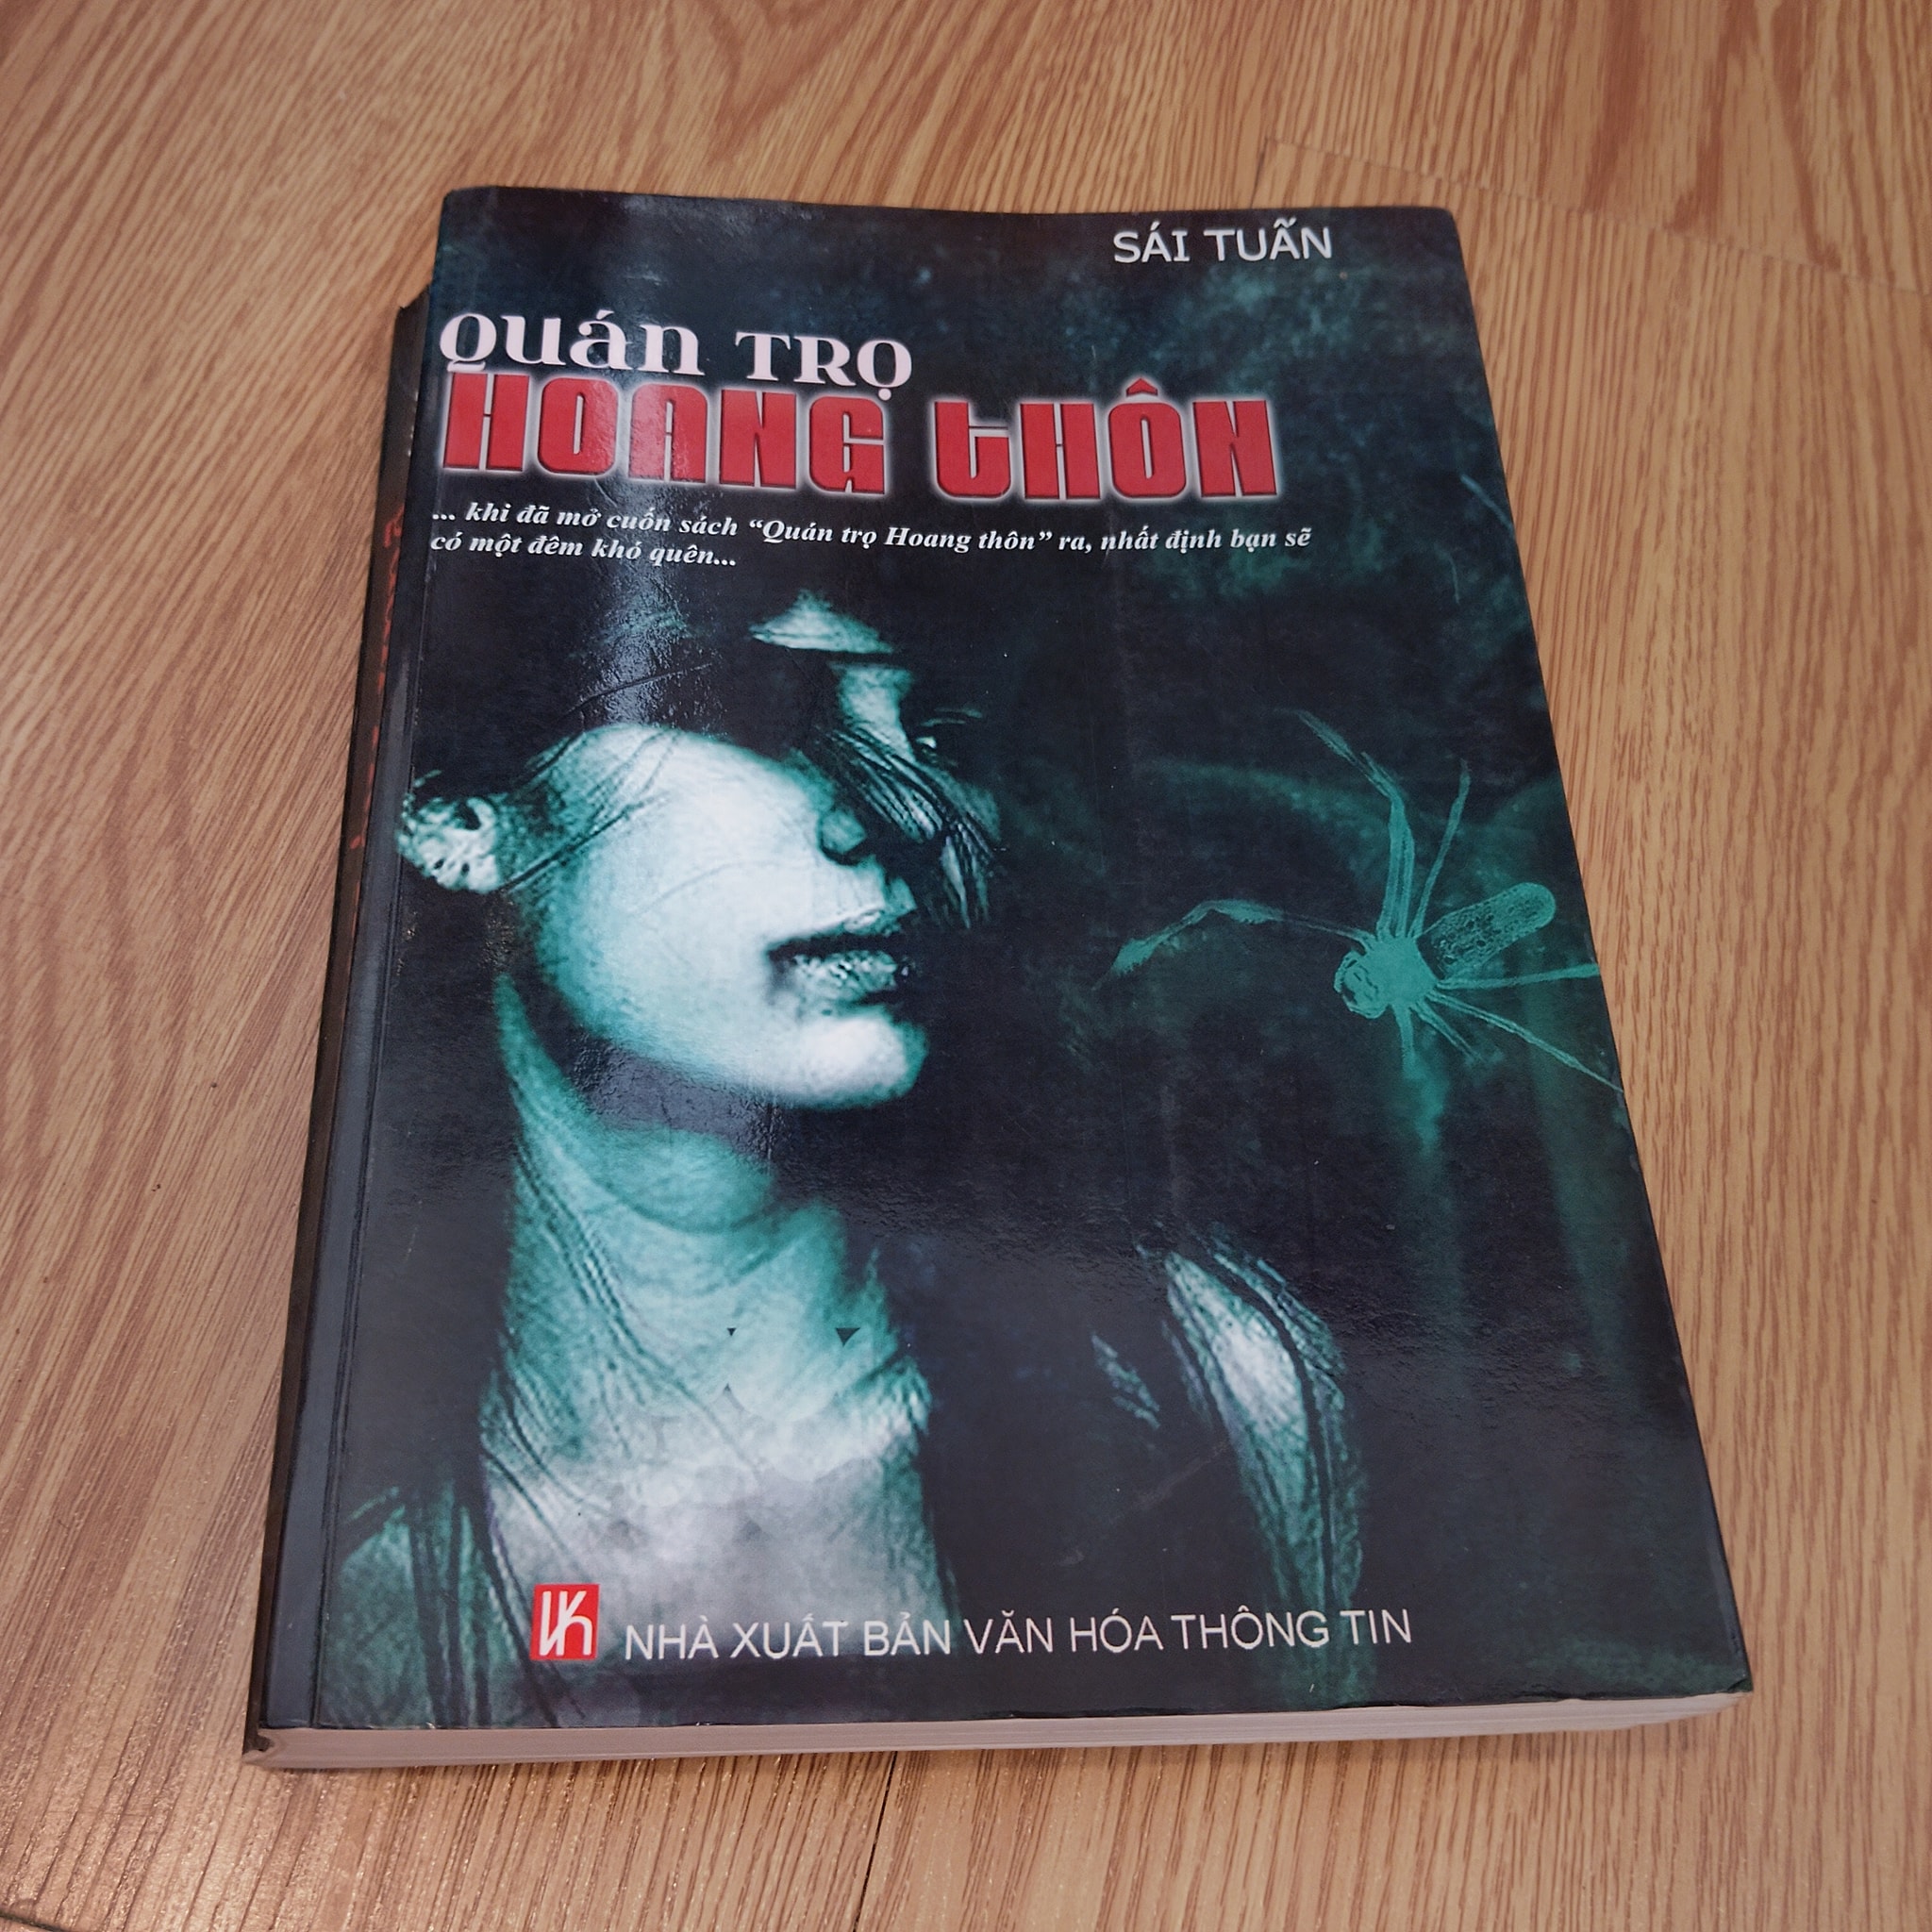 SÁI TUẤN
QUÁN TRỌ
HOANG THÔN
... khi đã mở cuốn sách “Quán trọ Hoang thôn” ra, nhất định bạn sẽ
có một đêm khó quên...
NHÀ XUẤT BẢN VĂN HÓA THÔNG TIN